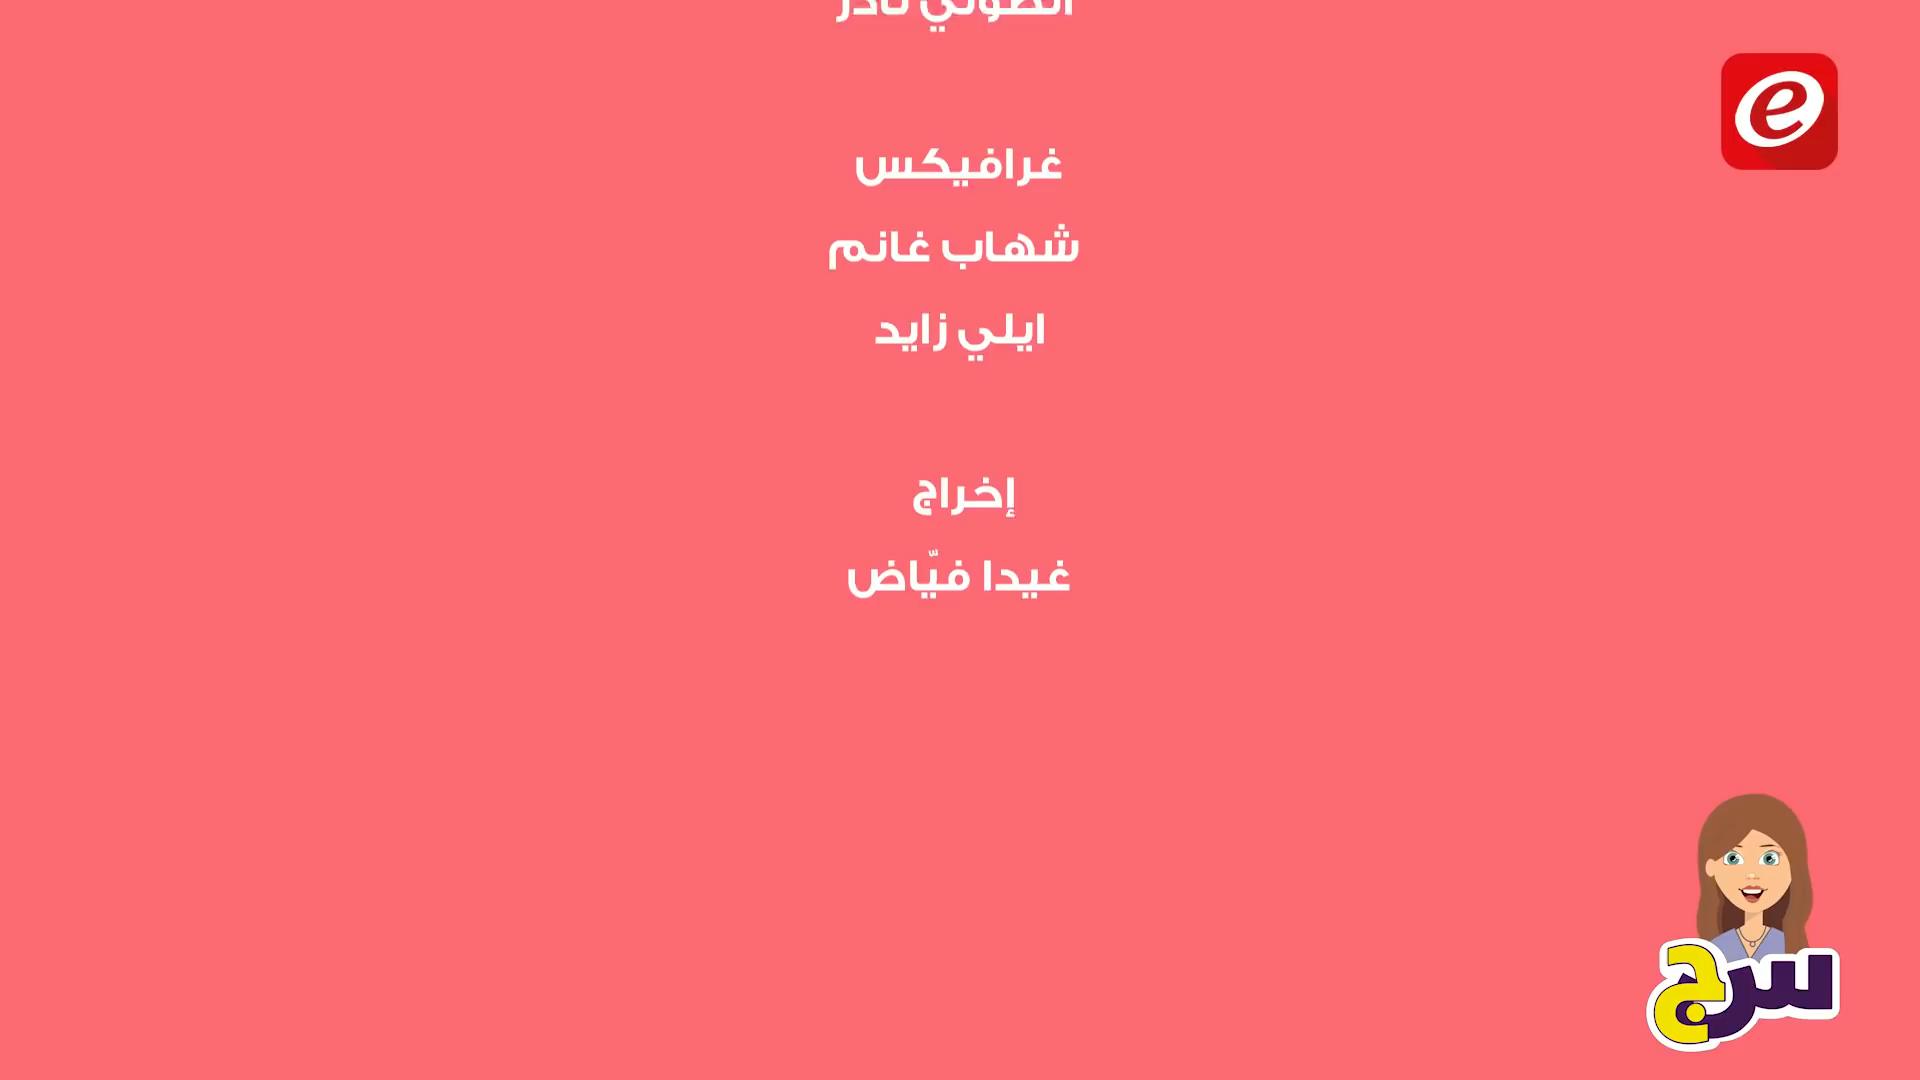 غرافيكس
شهاب غانم
ايلي زايد
إخراج
غيدا فيّاض
e
سرج